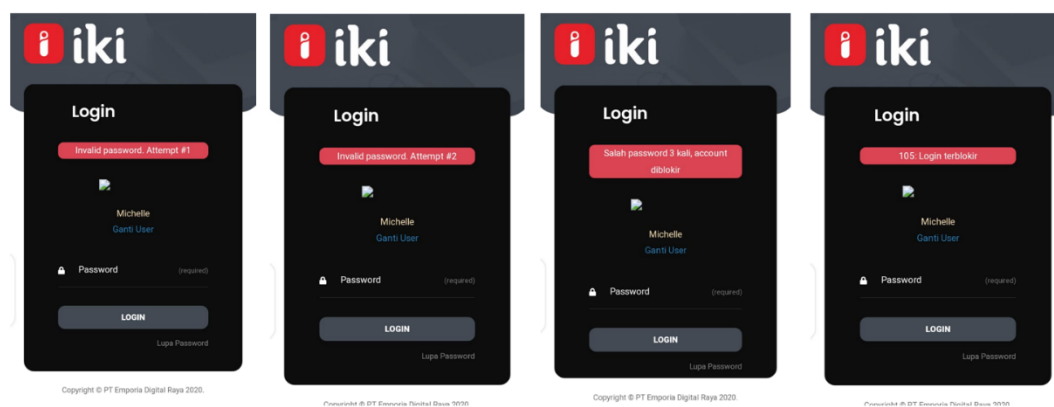 iki
Login
Invalid password. Attempt #1
Michelle
Ganti User
Password (required)
LOGIN
Lupa Password
Copyright © PT Emporia Digital Raya 2020.
iki
Login
Invalid password. Attempt #2
Michelle
Ganti User
Password (required)
LOGIN
Lupa Password
Copyright © PT Emporia Digital Raya 2020.
iki
Login
Salah password 3 kali, account
diblokir
Michelle
Ganti User
Password (required)
LOGIN
Lupa Password
Copyright © PT Emporia Digital Raya 2020.
iki
Login
105: Login terblokir
Michelle
Ganti User
Password (required)
LOGIN
Lupa Password
Copyright © PT Emporia Digital Raya 2020.